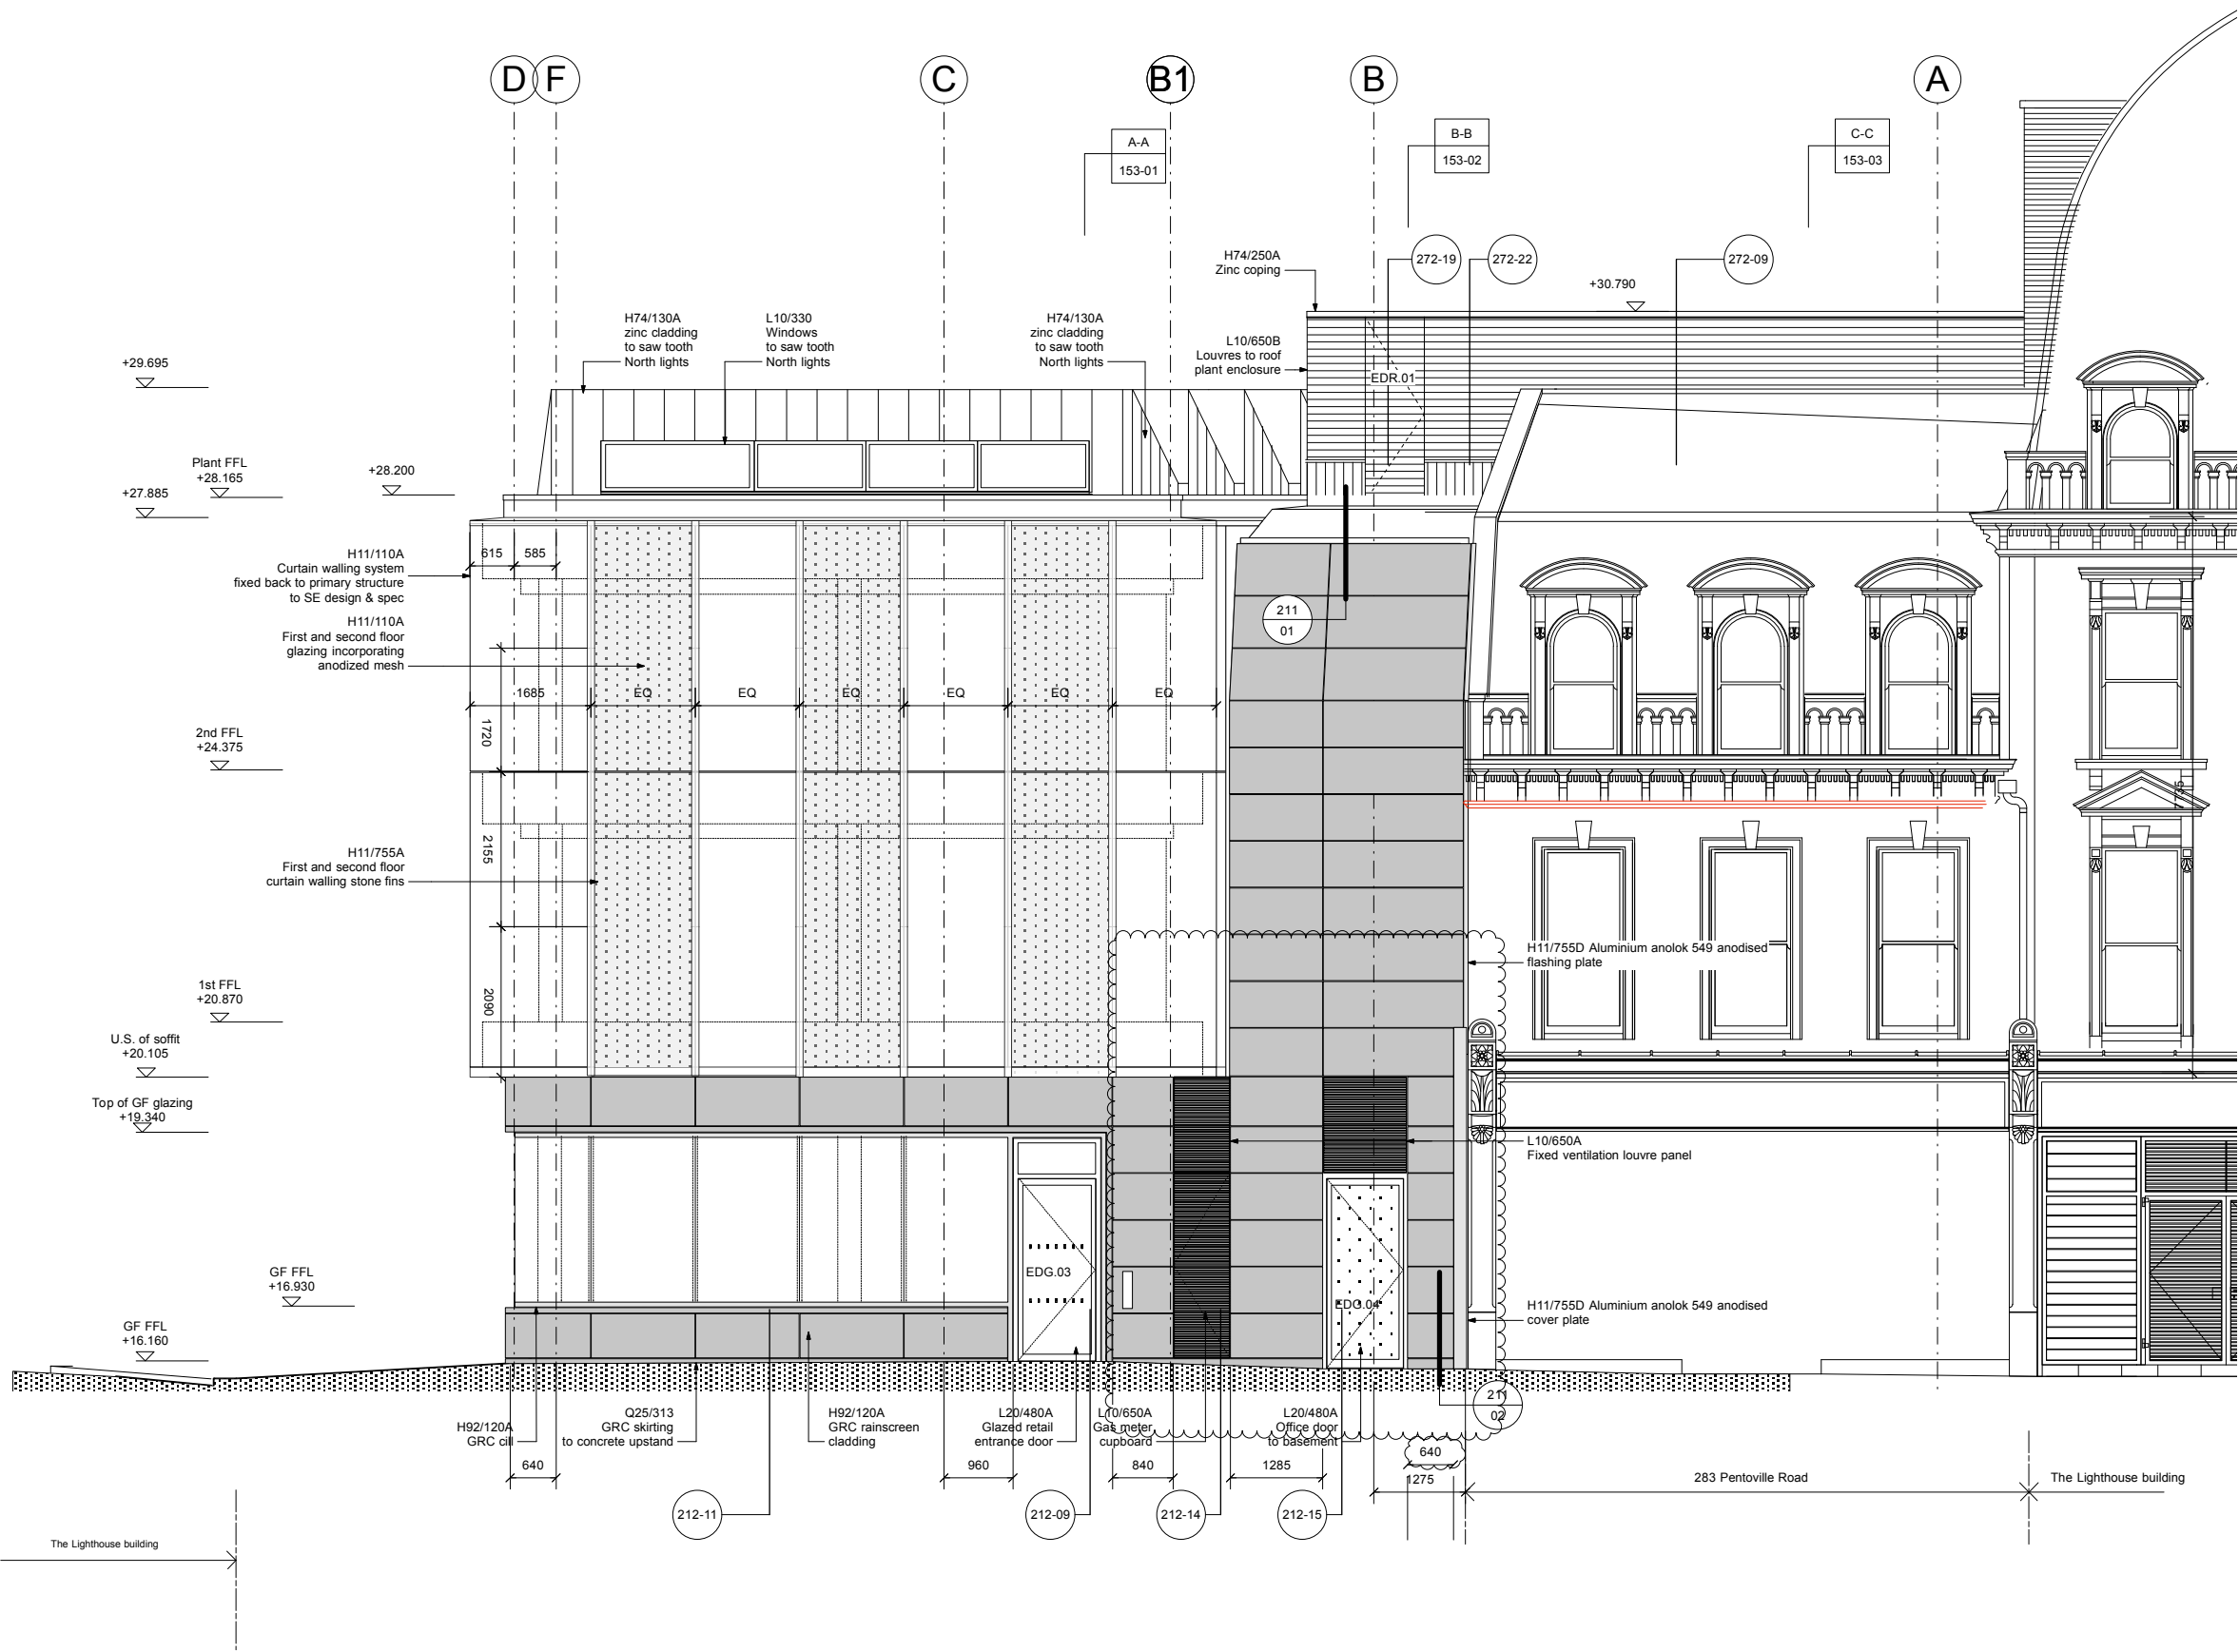 D
F
C
B1
B
A
A-A
153-01
B-B
153-02
C-C
153-03
272-19
272-22
272-09
H74/250A
Zinc coping
+30.790
H74/130A
zinc cladding
to saw tooth
North lights
L10/330
Windows
to saw tooth
North lights
H74/130A
zinc cladding
to saw tooth
North lights
L10/650B
Louvres to roof
plant enclosure
EDR.01
+29.695
Plant FFL
+28.165
+28.200
+27.885
H11/110A
Curtain walling system
fixed back to primary structure
to SE design & spec
615
585
H11/110A
First and second floor
glazing incorporating
anodized mesh
211
01
1685
EQ
EQ
EQ
EQ
EQ
EQ
1720
2nd FFL
+24.375
2155
H11/755A
First and second floor
curtain walling stone fins
H11/755D Aluminium anolok 549 anodised
flashing plate
1st FFL
+20.870
2090
U.S. of soffit
+20.105
Top of GF glazing
+19.340
L10/650A
Fixed ventilation louvre panel
GF FFL
+16.930
EDG.03
EDG.04
H11/755D Aluminium anolok 549 anodised
cover plate
GF FFL
+16.160
211
02
H92/120A
GRC cill
Q25/313
GRC skirting
to concrete upstand
H92/120A
GRC rainscreen
cladding
L20/480A
Glazed retail
entrance door
L10/650A
Gas meter
cupboard
L20/480A
Office door
to basement
640
960
840
1285
640
1275
283 Pentoville Road
The Lighthouse building
212-11
212-09
212-14
212-15
The Lighthouse building